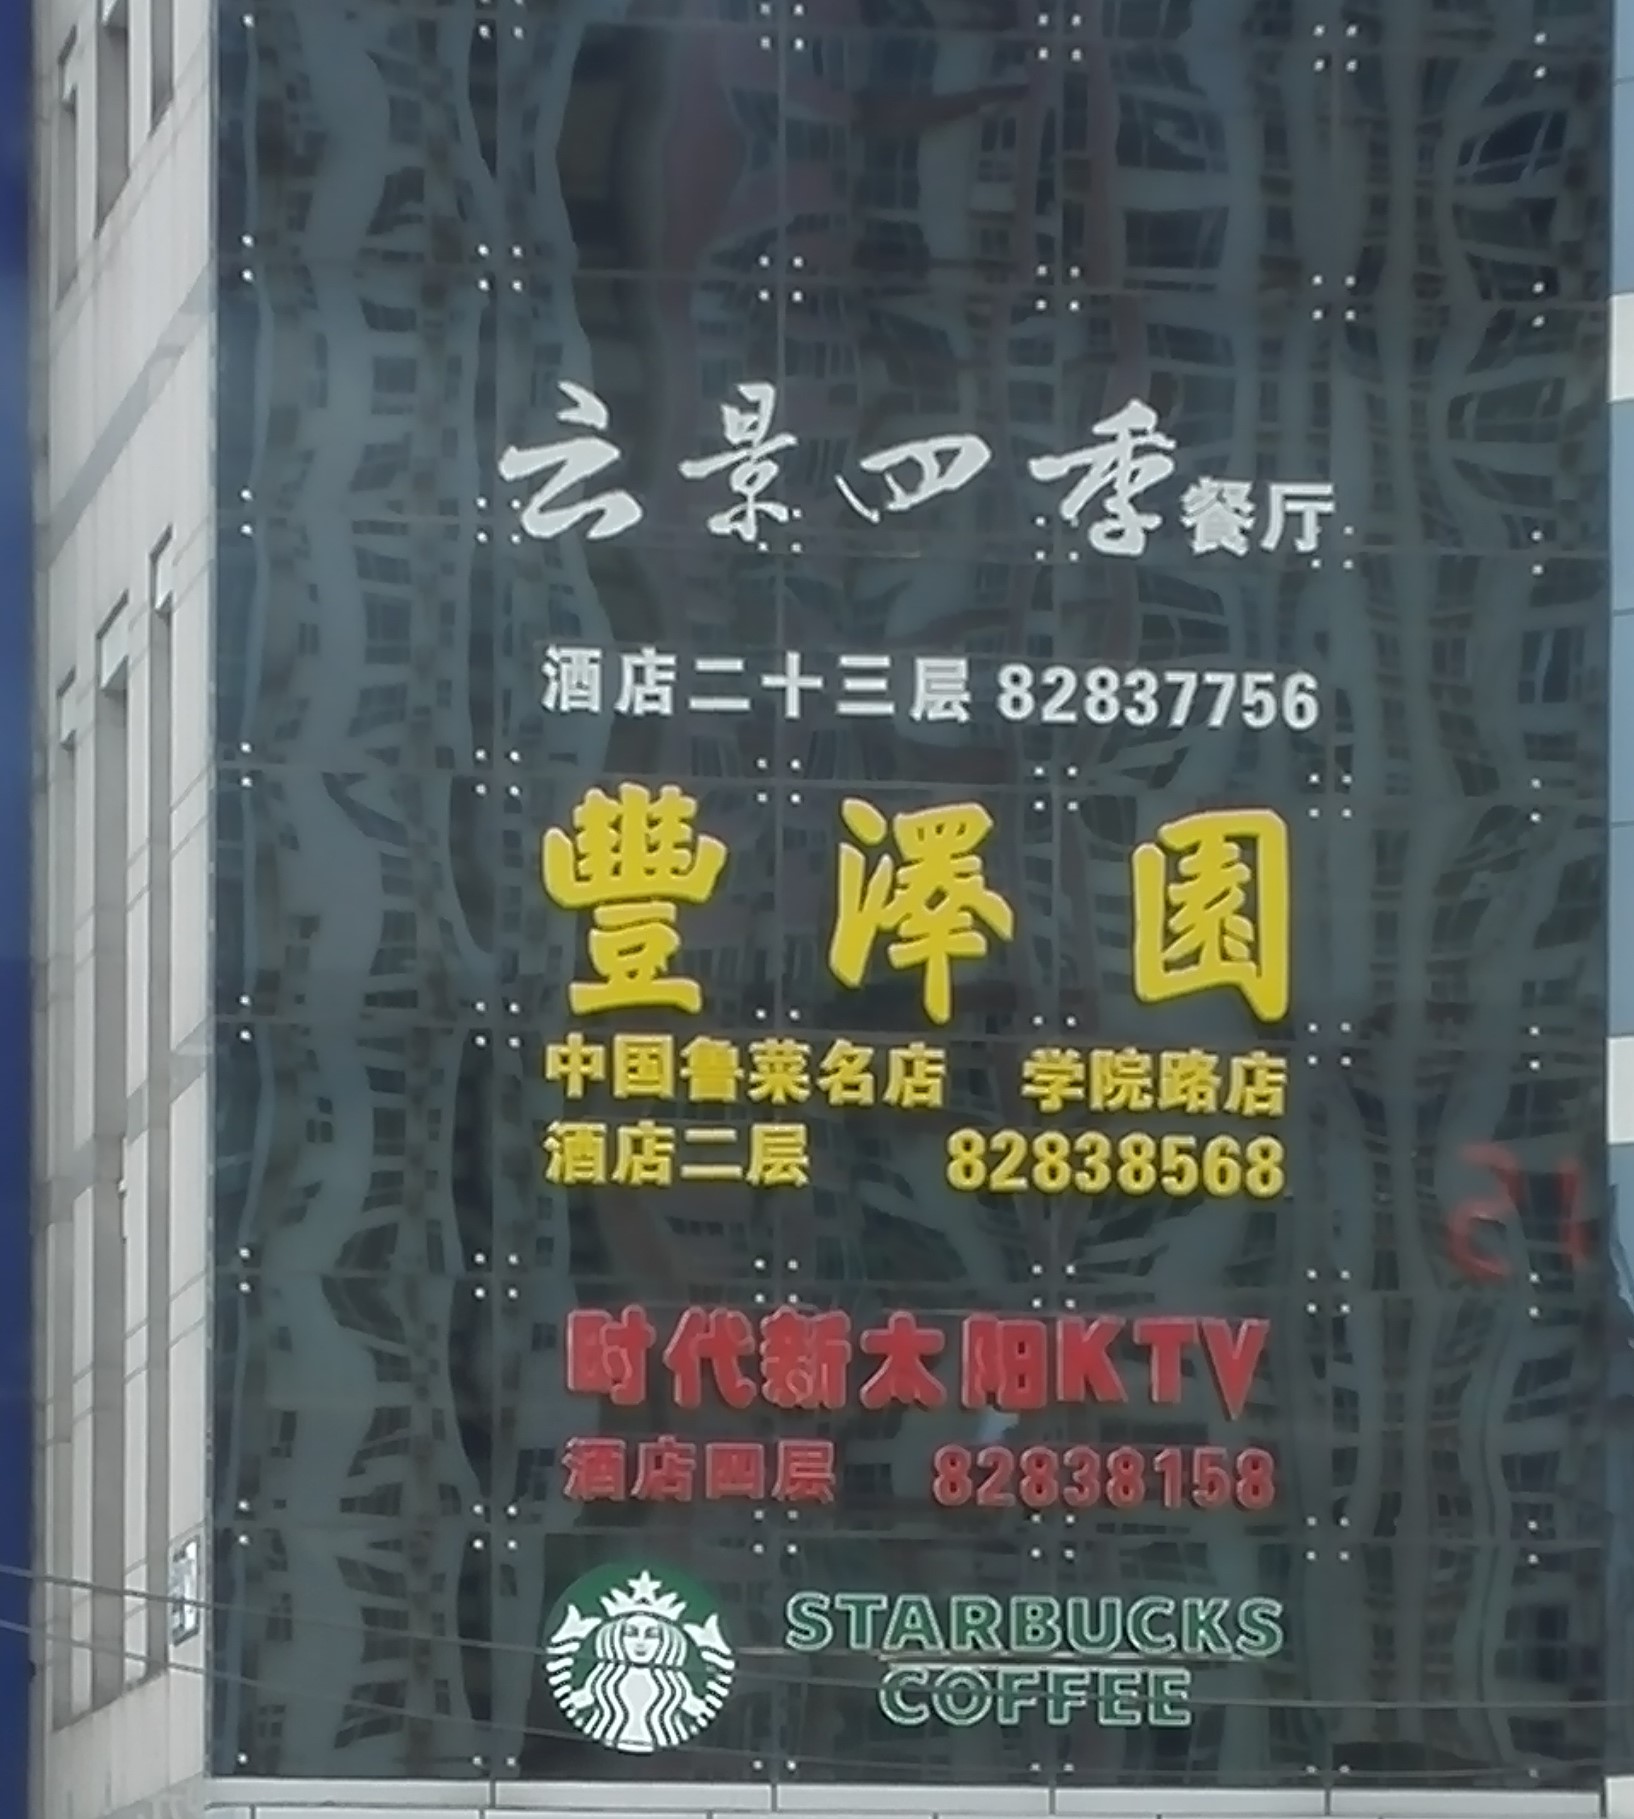 云景四季餐厅
酒店二十三层 82837756
豐澤園
中国鲁菜名店 学院路店
酒店二层 82838568
时代新太阳KTV
酒店四层 82838158
STARBUCKS
COFFEE